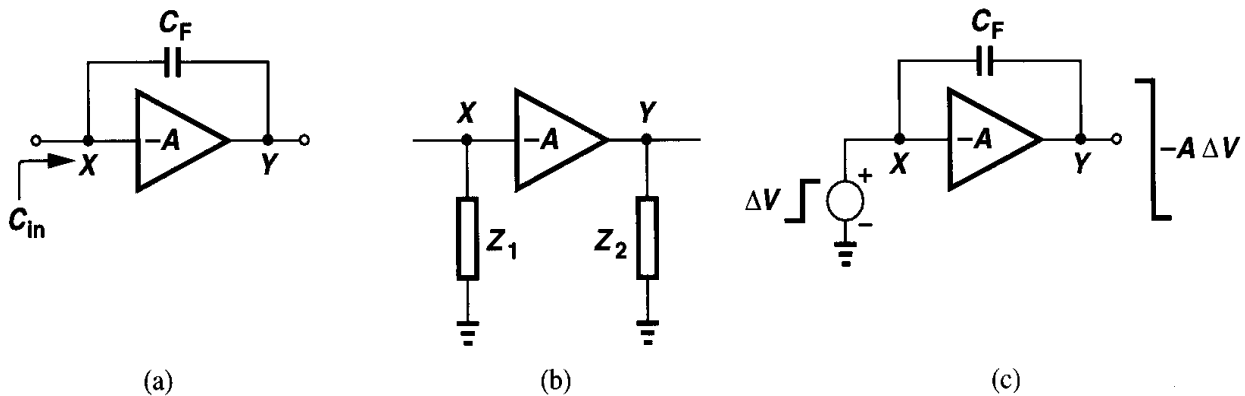 C_F
-A
X
Y
C_in
(a)
X
Y
-A
Z_1
Z_2
(b)
C_F
-A
X
Y
ΔV
+
-
-A ΔV
(c)